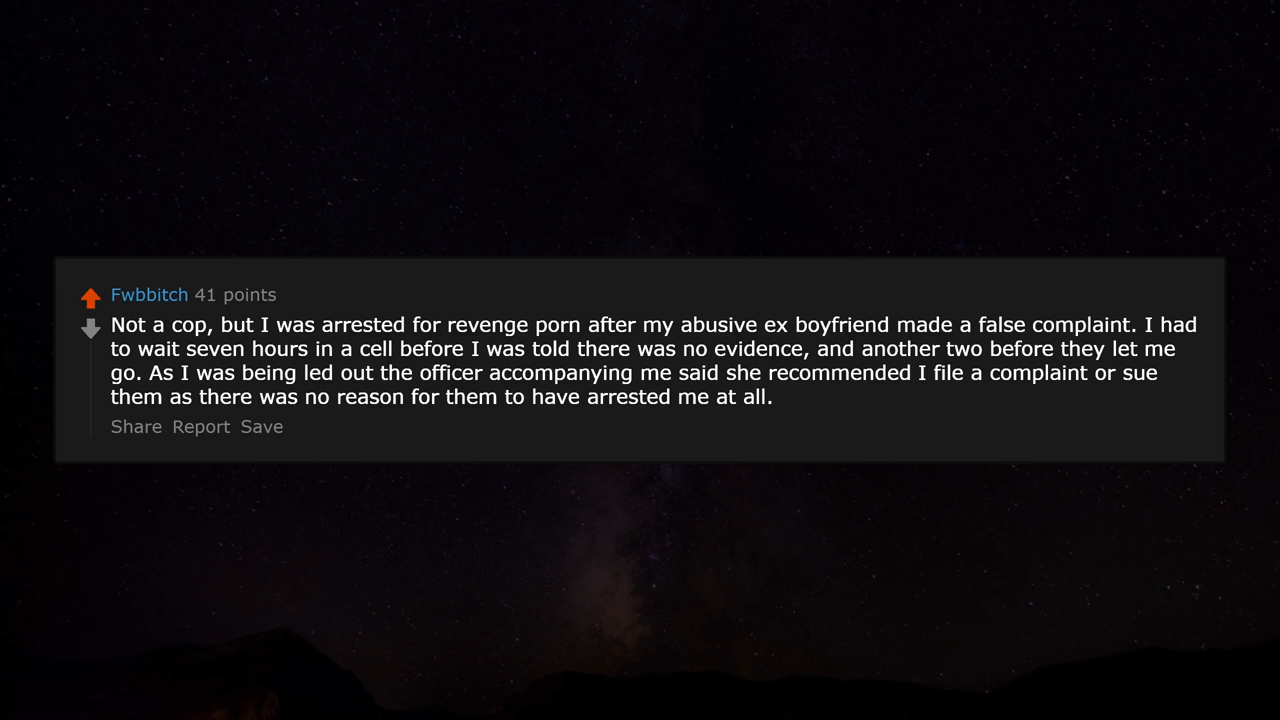 Fwbbitch 41 points
Not a cop, but I was arrested for revenge porn after my abusive ex boyfriend made a false complaint. I had
to wait seven hours in a cell before I was told there was no evidence, and another two before they let me
go. As I was being led out the officer accompanying me said she recommended I file a complaint or sue
them as there was no reason for them to have arrested me at all.
Share Report Save